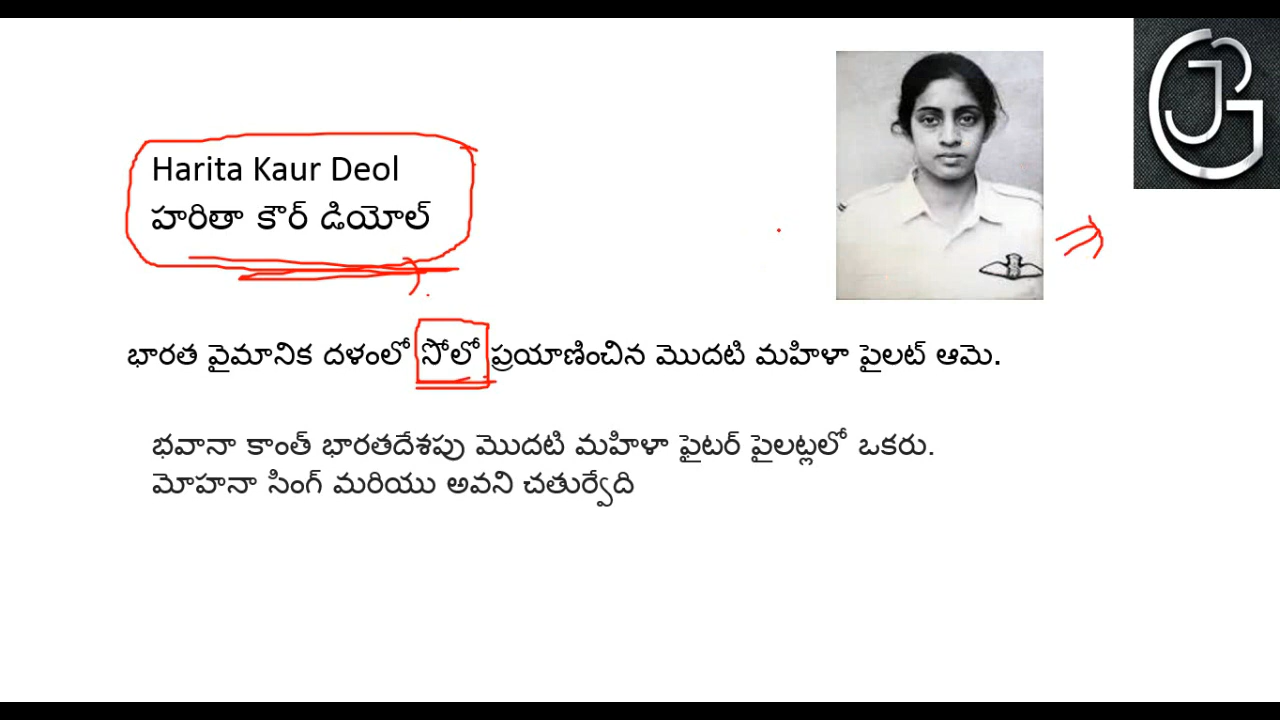 Harita Kaur Deol
హరితా కౌర్ డియోల్
భారత వైమానిక దళంలో సోలో ప్రయాణించిన మొదటి మహిళా పైలట్ ఆమె.
భవానా కాంత్ భారతదేశపు మొదటి మహిళా ఫైటర్ పైలట్లలో ఒకరు.
మోహనా సింగ్ మరియు అవని చతుర్వేది